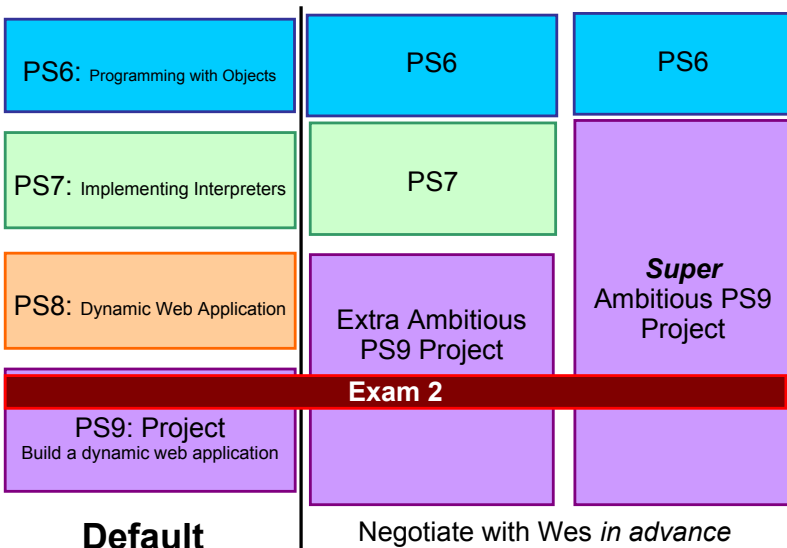 PS6: Programming with Objects
PS7: Implementing Interpreters
PS8: Dynamic Web Application
PS9: Project
Build a dynamic web application
Default
PS6
PS7
Extra Ambitious
PS9 Project
PS6
Super
Ambitious PS9
Project
Exam 2
Negotiate with Wes in advance